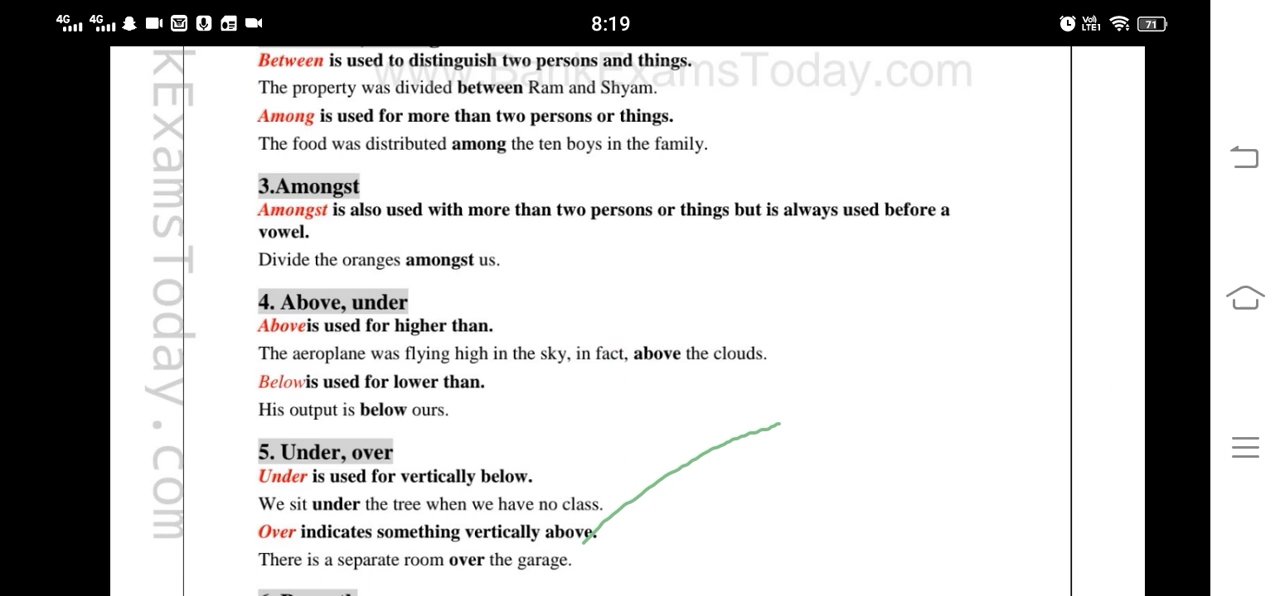 4G 4G 8:19 Vol) LTE1 71
www.BankExamsToday.com
Between is used to distinguish two persons and things.
The property was divided between Ram and Shyam.
Among is used for more than two persons or things.
The food was distributed among the ten boys in the family.
3.Amongst
Amongst is also used with more than two persons or things but is always used before a
vowel.
Divide the oranges amongst us.
4. Above, under
Aboveis used for higher than.
The aeroplane was flying high in the sky, in fact, above the clouds.
Belowis used for lower than.
His output is below ours.
5. Under, over
Under is used for vertically below.
We sit under the tree when we have no class.
Over indicates something vertically above.
There is a separate room over the garage.
kExamsToday.com